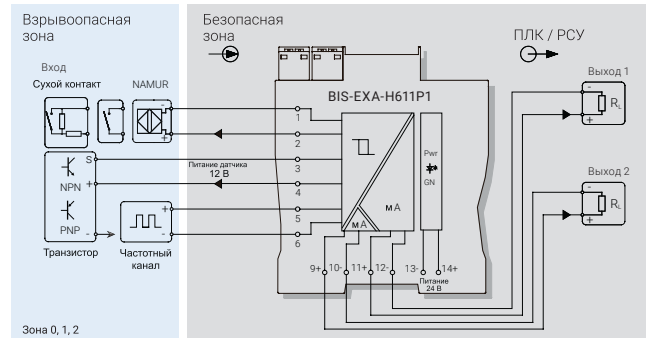 Взрывоопасная
зона
Безопасная
зона
ПЛК / РСУ
Вход
Сухой контакт
NAMUR
BIS-EXA-H611P1
Выход 1
-
+
RL
-
+
1
2
3
4
5
6
Питание датчика
12 В
S
NPN
+
PNP
-
Транзистор
+
-
Частотный
канал
Pwr
GN
мА
мА
Выход 2
-
RL
+
9+
10-
11+
12-
13-
14+
Питание
24 В
Зона 0, 1, 2